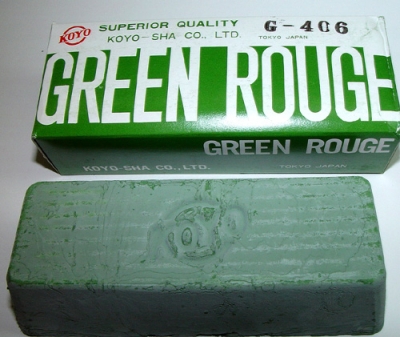 KOYO
SUPERIOR QUALITY G-406
KOYO-SHA CO., LTD. TOKYO JAPAN
GREEN ROUGE
GREEN ROUGE
KOYO-SHA CO., LTD. TOKYO JAPAN